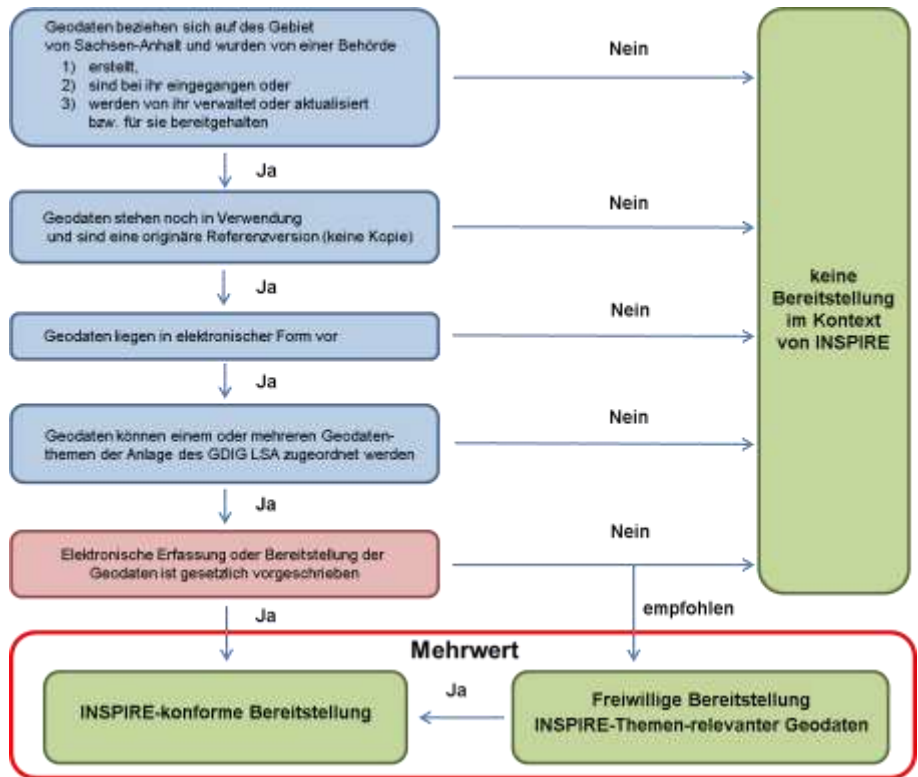 Geodaten beziehen sich auf des Gebiet
von Sachsen-Anhalt und wurden von einer Behörde
1) erstellt,
2) sind bei ihr eingegangen oder
3) werden von ihr verwaltet oder aktualisiert
bzw. für sie bereitgehalten
Nein
Ja
Geodaten stehen noch in Verwendung
und sind eine originäre Referenzversion (keine Kopie)
Nein
Ja
Geodaten liegen in elektronischer Form vor
Nein
Ja
Geodaten können einem oder mehreren Geodaten-
themen der Anlage des GDIG LSA zugeordnet werden
Nein
Ja
Elektronische Erfassung oder Bereitstellung der
Geodaten ist gesetzlich vorgeschrieben
Nein
keine
Bereitstellung
im Kontext
von INSPIRE
Ja
empfohlen
Mehrwert
INSPIRE-konforme Bereitstellung
Ja
Freiwillige Bereitstellung
INSPIRE-Themen-relevanter Geodaten